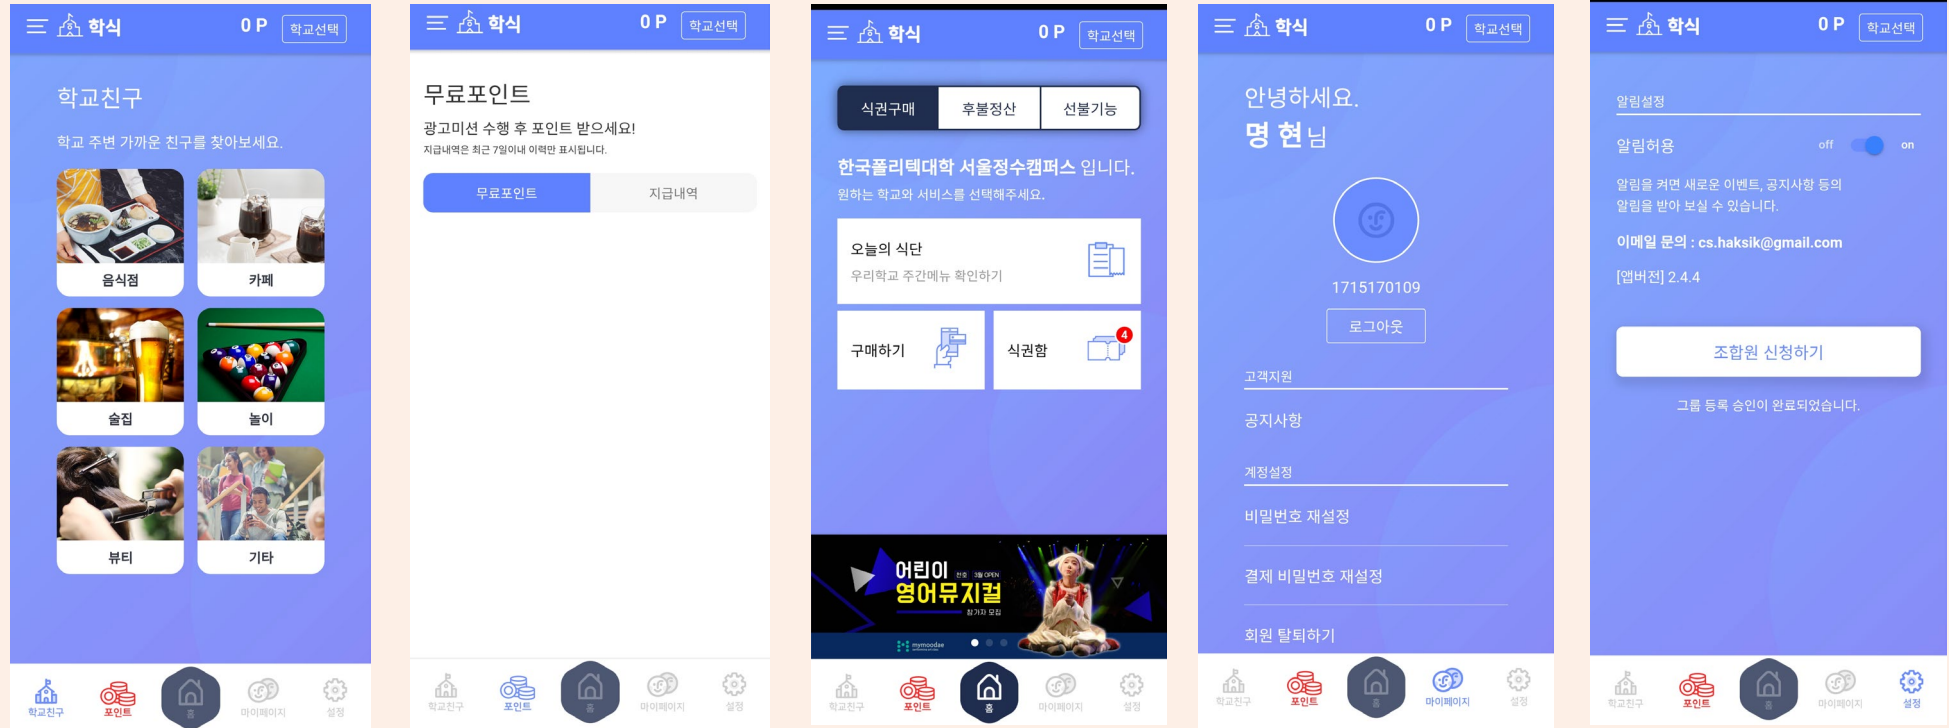 학식
0 P
학교선택
학교친구
학교 주변 가까운 친구를 찾아보세요.
음식점
카페
술집
놀이
뷰티
기타
학교친구
포인트
홈
마이페이지
설정
학식
0 P
학교선택
무료포인트
광고미션 수행 후 포인트 받으세요!
지급내역은 최근 7일이내 이력만 표시됩니다.
무료포인트
지급내역
학교친구
포인트
홈
마이페이지
설정
학식
0 P
학교선택
식권구매
후불정산
선불기능
한국폴리텍대학 서울정수캠퍼스 입니다.
원하는 학교와 서비스를 선택해주세요.
오늘의 식단
우리학교 주간메뉴 확인하기
구매하기
식권함
4
어린이
전호 3월 OPEN
영어뮤지컬
참가자 모집
mymoodae
학교친구
포인트
홈
마이페이지
설정
학식
0 P
학교선택
안녕하세요.
명 현님
1715170109
로그아웃
고객지원
공지사항
계정설정
비밀번호 재설정
결제 비밀번호 재설정
회원 탈퇴하기
학교친구
포인트
홈
마이페이지
설정
학식
0 P
학교선택
알림설정
알림허용
off
on
알림을 켜면 새로운 이벤트, 공지사항 등의
알림을 받아 보실 수 있습니다.
이메일 문의 : cs.haksik@gmail.com
[앱버전] 2.4.4
조합원 신청하기
그룹 등록 승인이 완료되었습니다.
학교친구
포인트
홈
마이페이지
설정